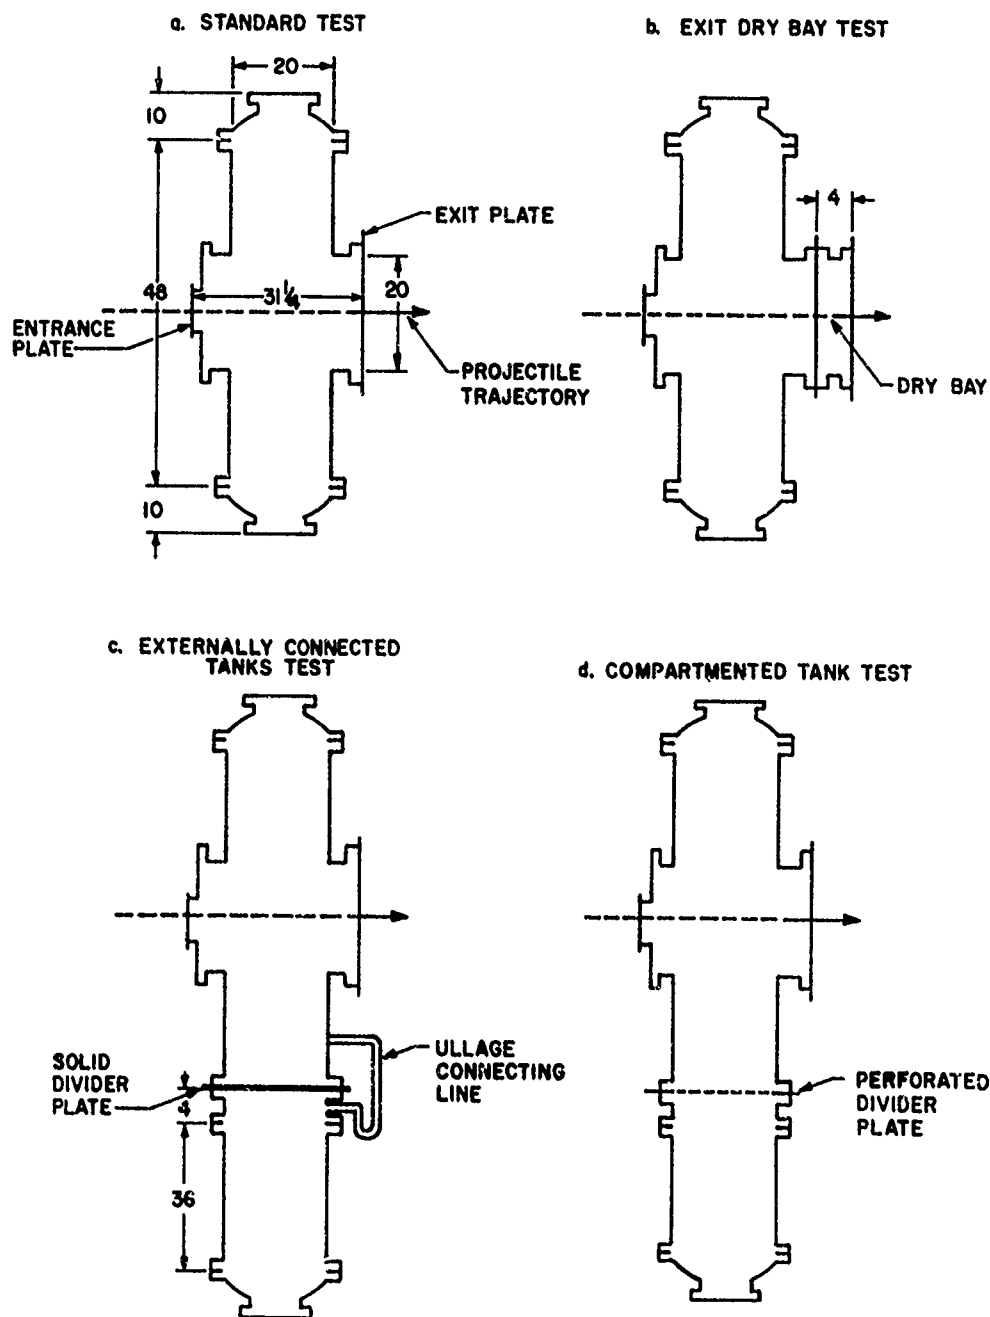 a. STANDARD TEST
20
10
48
31 1/4
20
EXIT PLATE
ENTRANCE
PLATE
PROJECTILE
TRAJECTORY
10
b. EXIT DRY BAY TEST
4
DRY BAY
c. EXTERNALLY CONNECTED
TANKS TEST
SOLID
DIVIDER
PLATE
4
36
ULLAGE
CONNECTING
LINE
d. COMPARTMENTED TANK TEST
PERFORATED
DIVIDER
PLATE